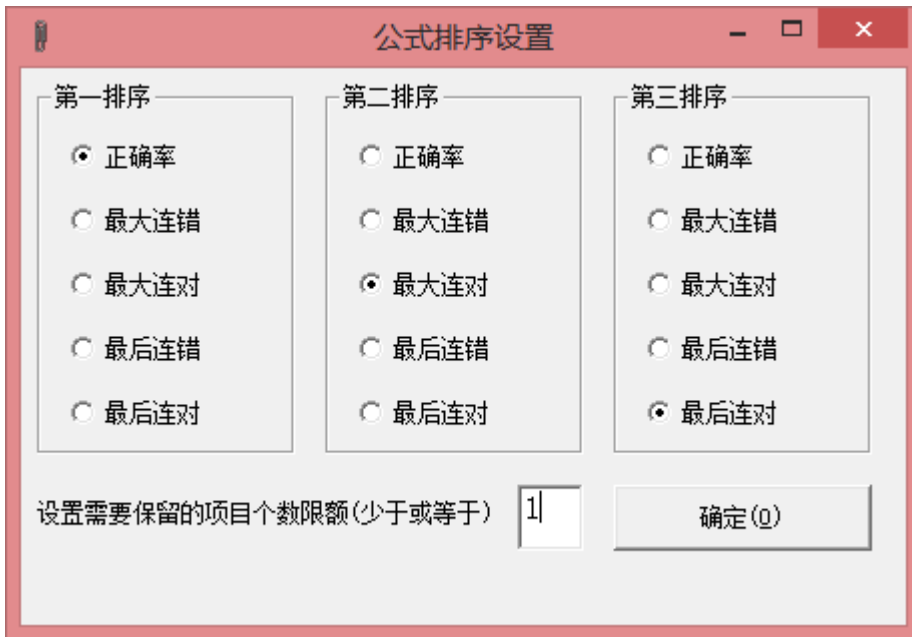 公式排序设置
第一排序
正确率
最大连错
最大连对
最后连错
最后连对
第二排序
正确率
最大连错
最大连对
最后连错
最后连对
第三排序
正确率
最大连错
最大连对
最后连错
最后连对
设置需要保留的项目个数限额(少于或等于)
1
确定(O)